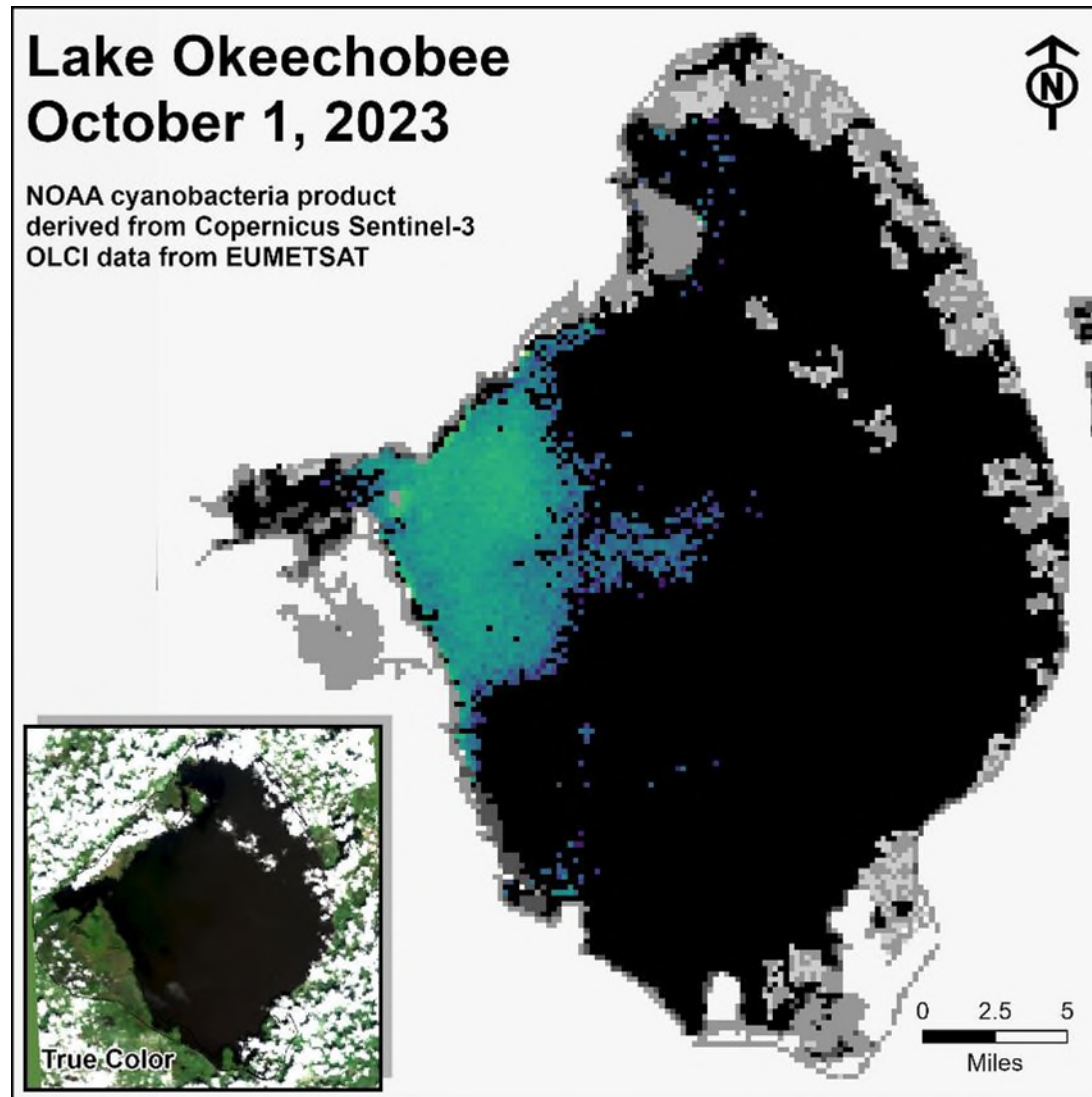 Lake Okeechobee
October 1, 2023
N
NOAA cyanobacteria product
derived from Copernicus Sentinel-3
OLCI data from EUMETSAT
True Color
0 2.5 5
Miles